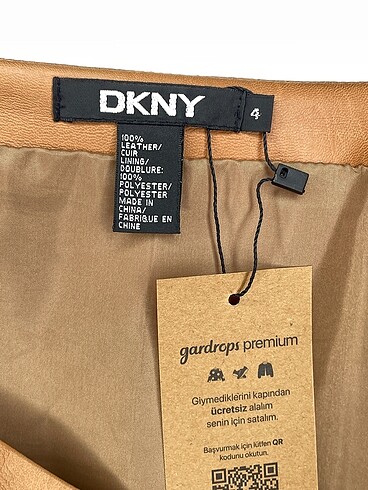 DKNY
4
100%
LEATHER/
CUIR
LINING/
DOUBLURE:
100%
POLYESTER/
POLYESTER
MADE IN
CHINA/
FABRIQUE EN
CHINE
gardrops premium
Giymediklerini kapından
ücretsiz alalım
senin için satalım.
Başvurmak için lütfen QR
kodunu okutun.